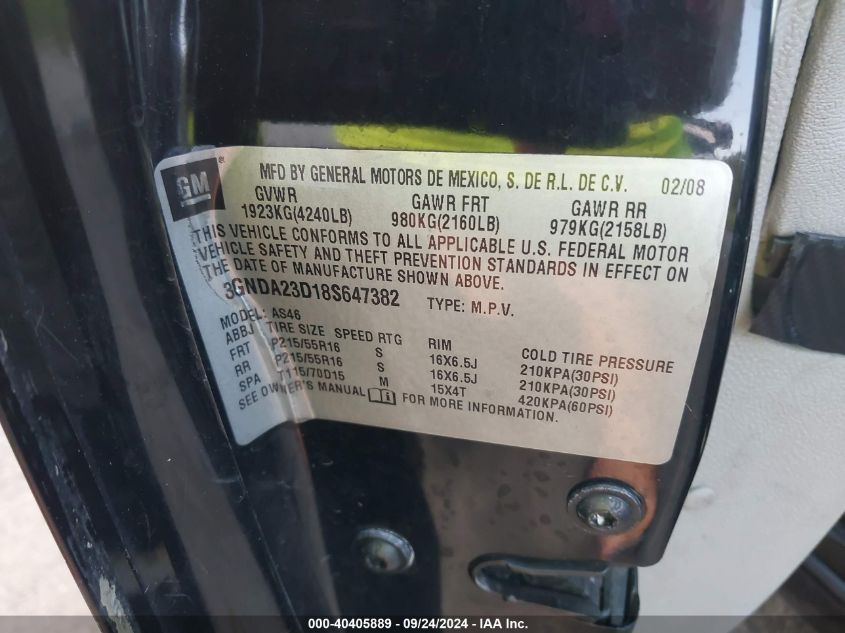 GM ®
MFD BY GENERAL MOTORS DE MEXICO, S. DE R.L. DE C.V. 02/08
GVWR GAWR FRT GAWR RR
1923KG(4240LB) 980KG(2160LB) 979KG(2158LB)
THIS VEHICLE CONFORMS TO ALL APPLICABLE U.S. FEDERAL MOTOR
VEHICLE SAFETY AND THEFT PREVENTION STANDARDS IN EFFECT ON
THE DATE OF MANUFACTURE SHOWN ABOVE.
3GNDA23D18S647382 TYPE: M.P.V.
MODEL: AS46
ABBJ TIRE SIZE SPEED RTG RIM COLD TIRE PRESSURE
FRT P215/55R16 S 16X6.5J 210KPA(30PSI)
RR P215/55R16 S 16X6.5J 210KPA(30PSI)
SPA T115/70D15 M 15X4T 420KPA(60PSI)
SEE OWNER'S MANUAL i FOR MORE INFORMATION.
000-40405889 - 09/24/2024 - IAA Inc.